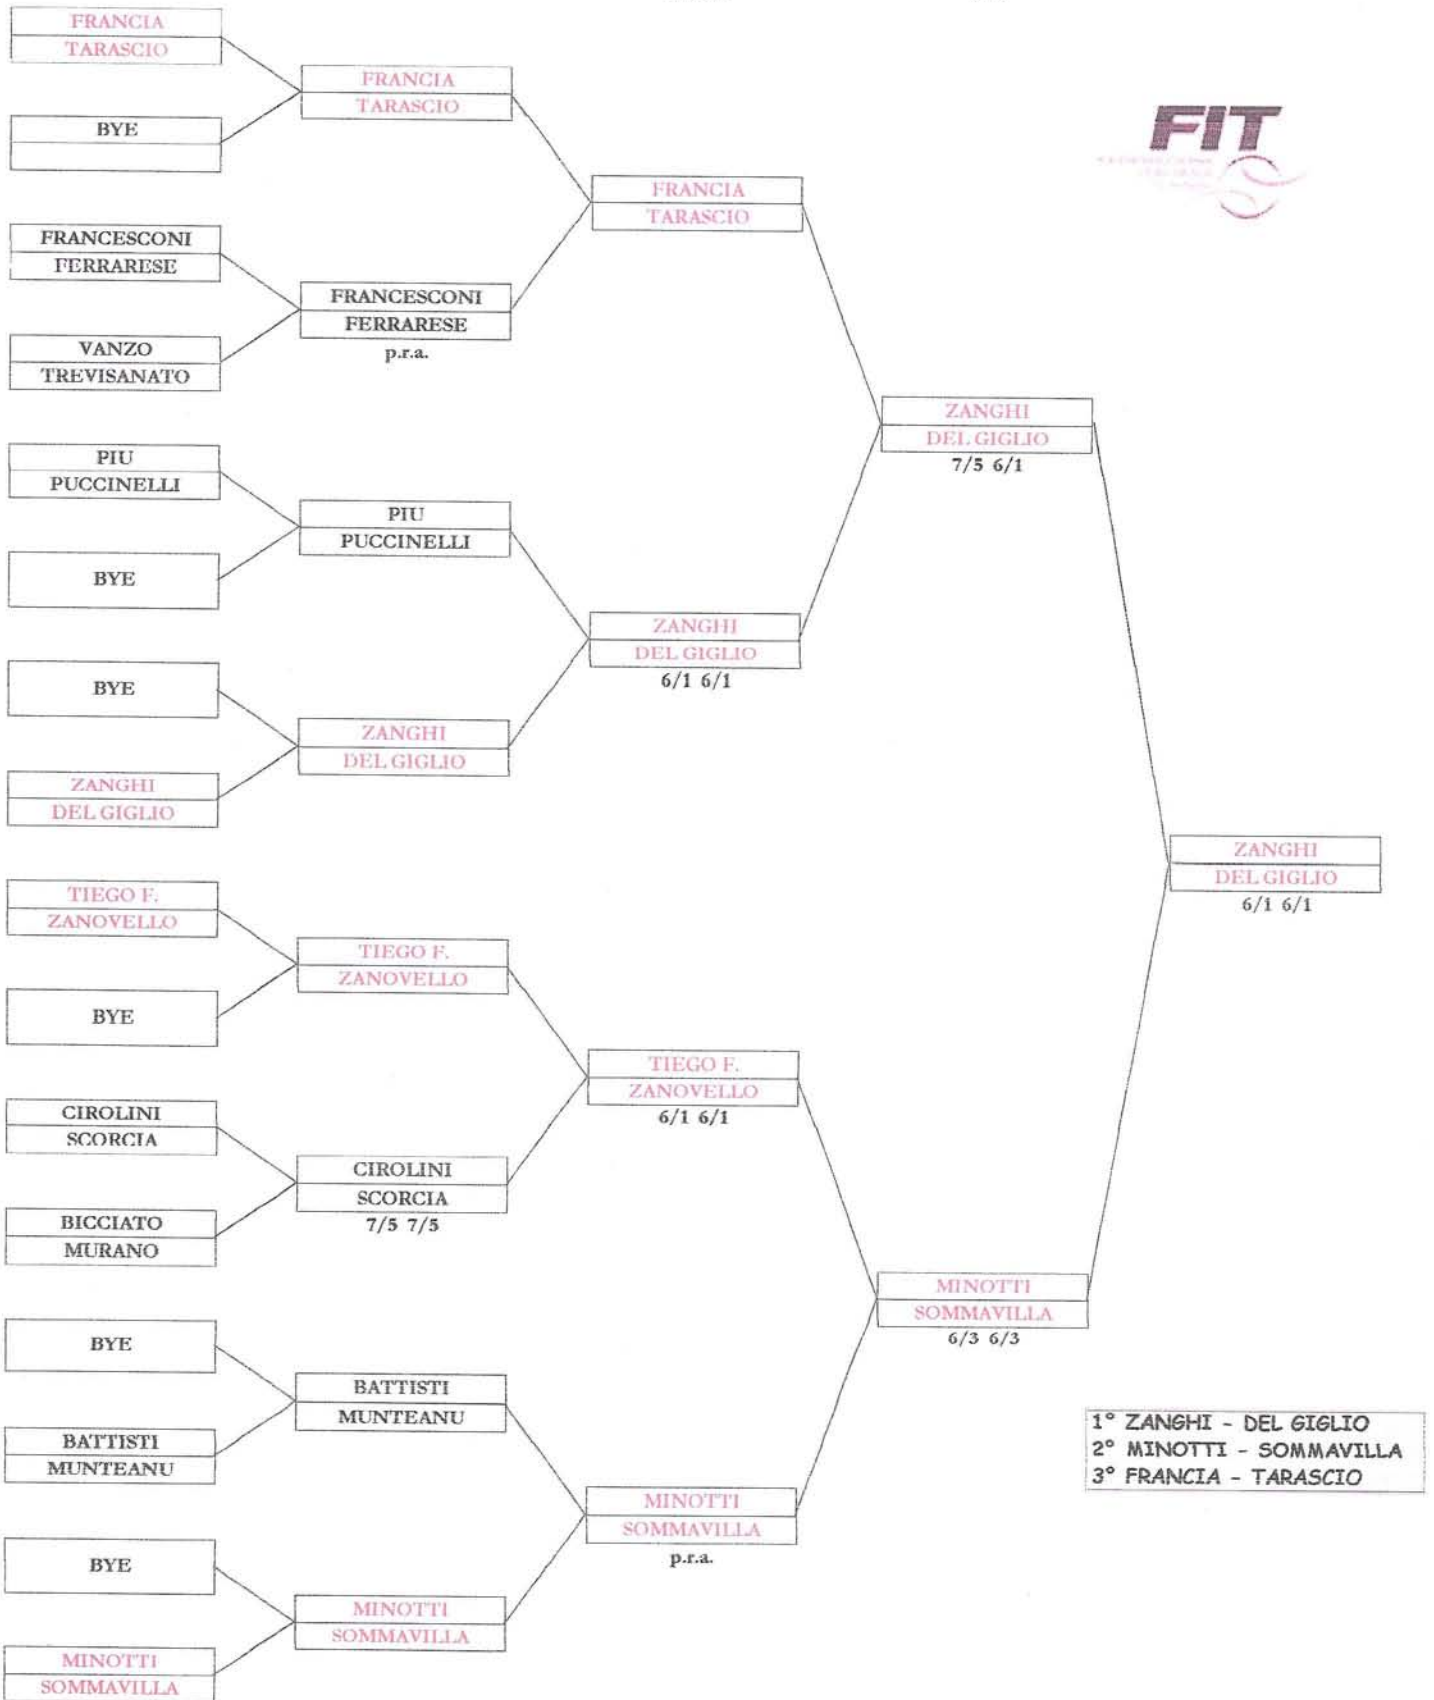 FRANCIA
TARASCIO
BYE
FRANCESCONI
FERRARESE
VANZO
TREVISANATO
PIU
PUCCINELLI
BYE
BYE
ZANGHI
DEL GIGLIO
TIEGO F.
ZANOVELLO
BYE
CIROLINI
SCORCIA
BICCIATO
MURANO
BYE
BATTISTI
MUNTEANU
BYE
MINOTTI
SOMMAVILLA
FRANCIA
TARASCIO
FRANCESCONI
FERRARESE
p.r.a.
PIU
PUCCINELLI
ZANGHI
DEL GIGLIO
TIEGO F.
ZANOVELLO
CIROLINI
SCORCIA
7/5 7/5
BATTISTI
MUNTEANU
MINOTTI
SOMMAVILLA
FRANCIA
TARASCIO
ZANGHI
DEL GIGLIO
6/1 6/1
TIEGO F.
ZANOVELLO
6/1 6/1
MINOTTI
SOMMAVILLA
p.r.a.
ZANGHI
DEL GIGLIO
7/5 6/1
MINOTTI
SOMMAVILLA
6/3 6/3
ZANGHI
DEL GIGLIO
6/1 6/1
FIT
1° ZANGHI - DEL GIGLIO
2° MINOTTI - SOMMAVILLA
3° FRANCIA - TARASCIO